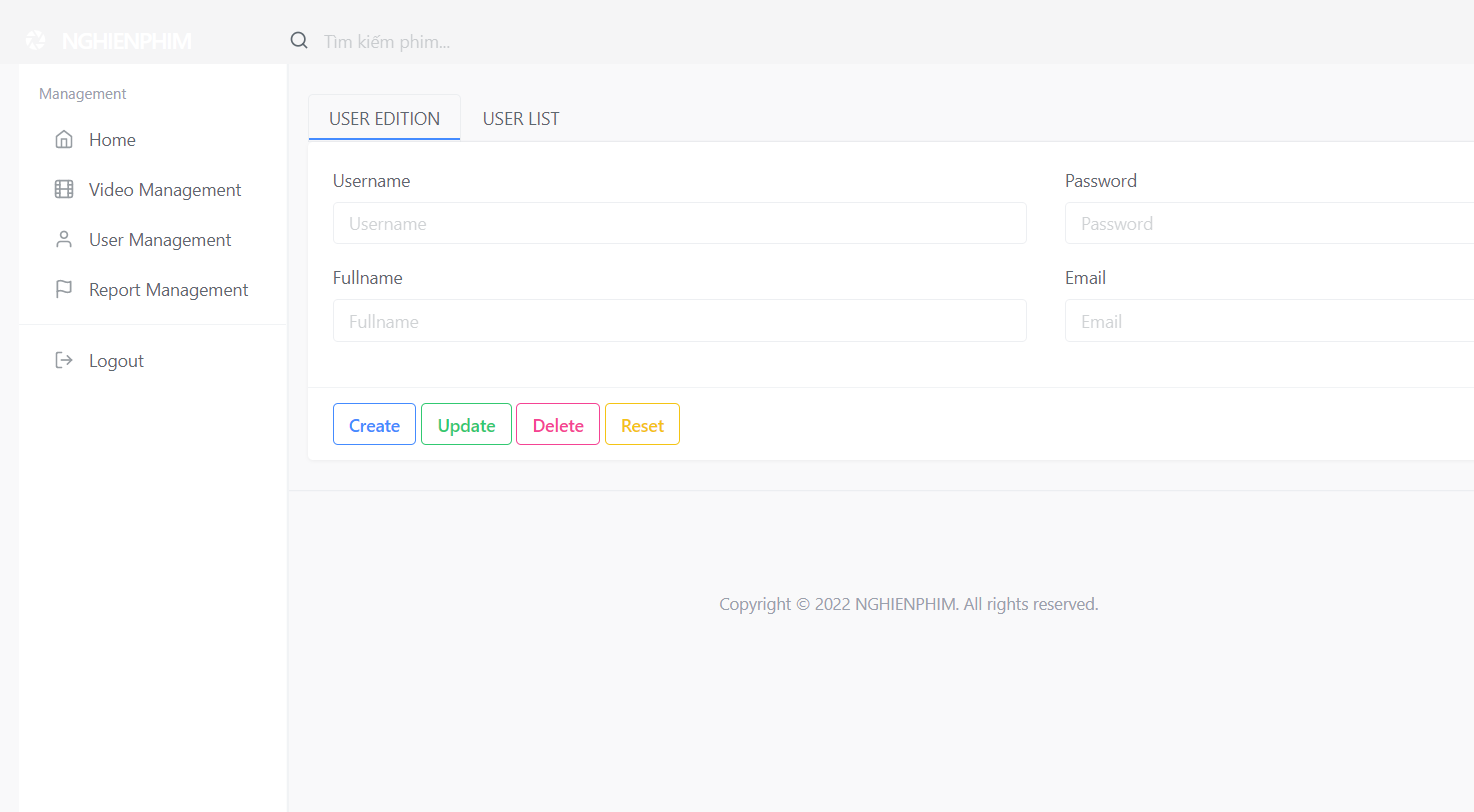 NGHIENPHIM
Tìm kiếm phim...
Management
Home
Video Management
User Management
Report Management
Logout
USER EDITION USER LIST
Username Password
Username Password
Fullname Email
Fullname Email
Create Update Delete Reset
Copyright © 2022 NGHIENPHIM. All rights reserved.